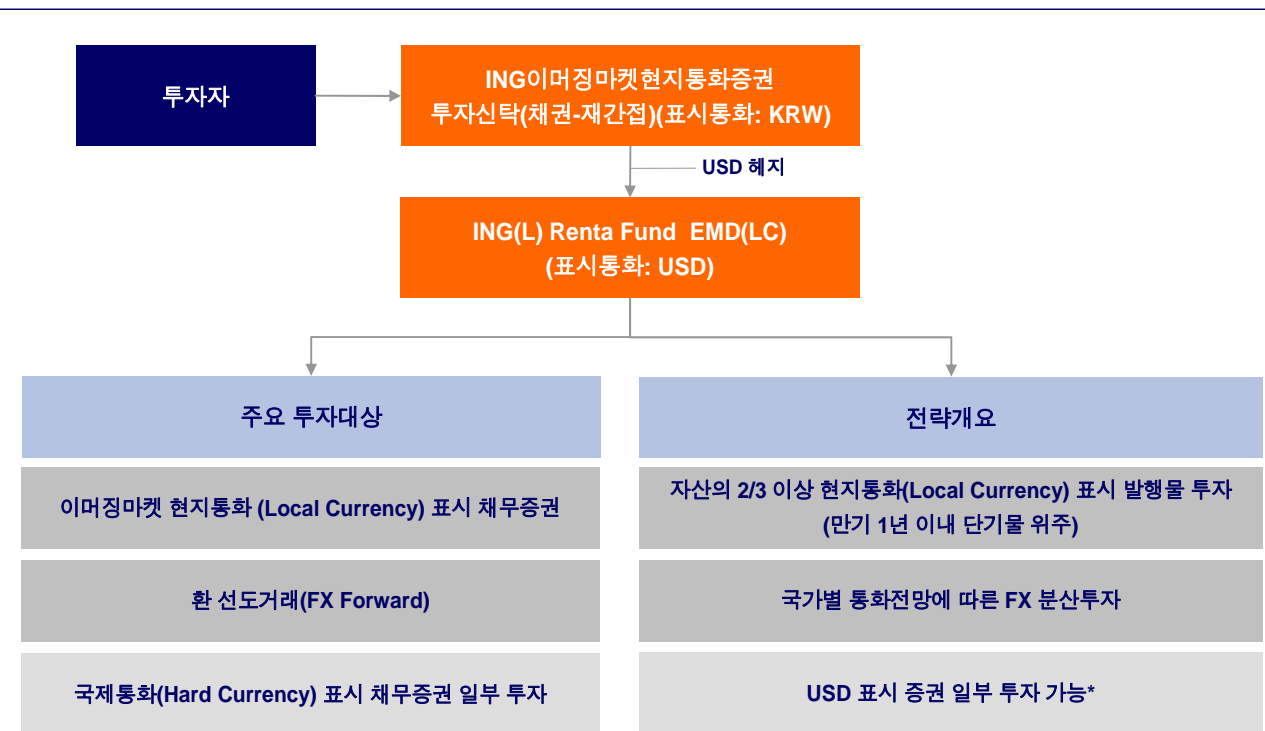 투자자
ING이머징마켓현지통화증권
투자신탁(채권-재간접)(표시통화: KRW)
USD 헤지
ING(L) Renta Fund EMD(LC)
(표시통화: USD)
주요 투자대상
전략개요
이머징마켓 현지통화 (Local Currency) 표시 채무증권
자산의 2/3 이상 현지통화(Local Currency) 표시 발행물 투자
(만기 1년 이내 단기물 위주)
환 선도거래(FX Forward)
국가별 통화전망에 따른 FX 분산투자
국제통화(Hard Currency) 표시 채무증권 일부 투자
USD 표시 증권 일부 투자 가능*